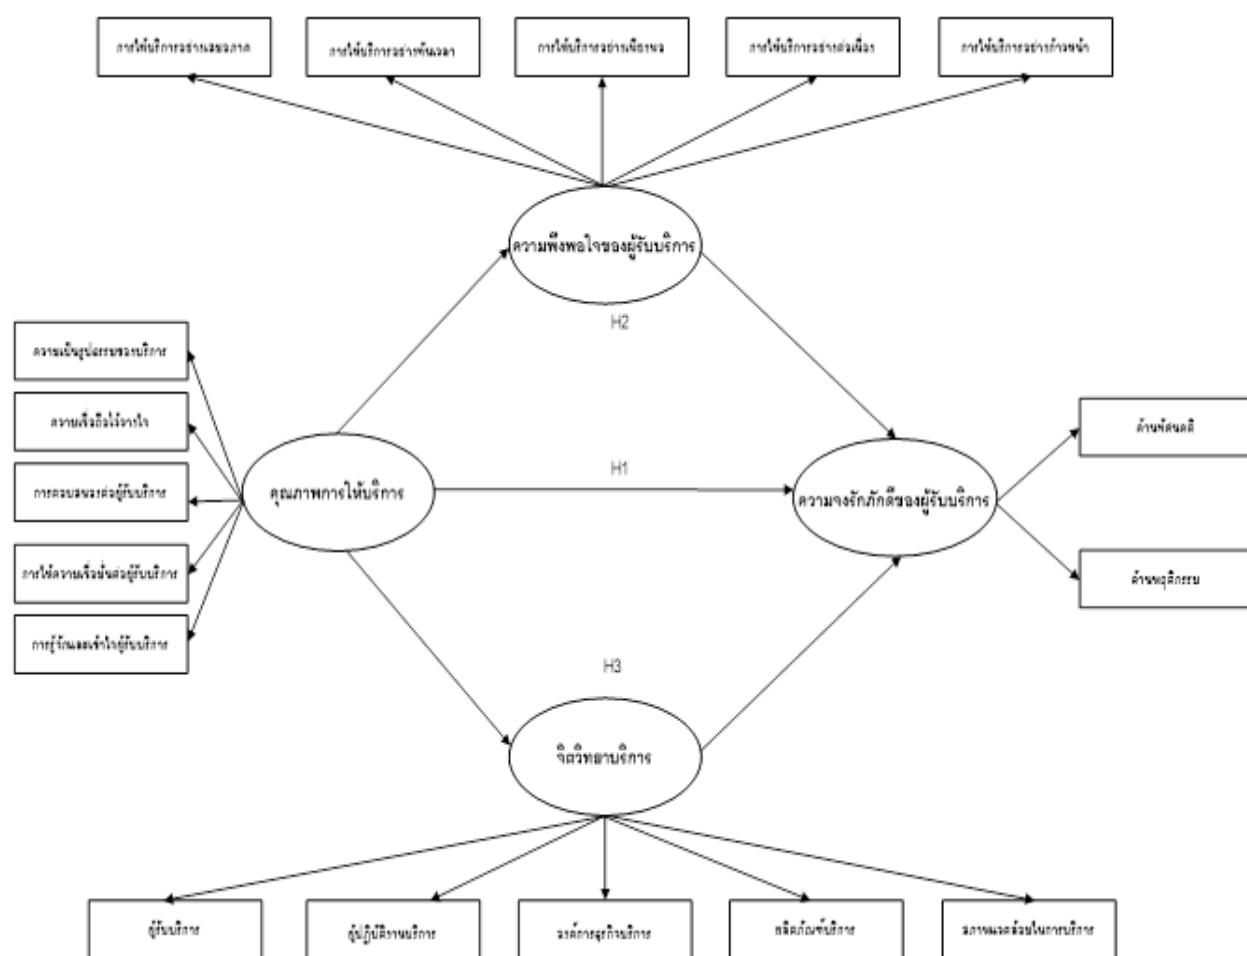 การให้บริการอย่างเสมอภาค
การให้บริการอย่างทันเวลา
การให้บริการอย่างเพียงพอ
การให้บริการอย่างต่อเนื่อง
การให้บริการอย่างก้าวหน้า
ความพึงพอใจของผู้รับบริการ
H2
ความเป็นรูปธรรมของบริการ
ความเชื่อถือไว้วางใจ
การตอบสนองต่อผู้รับบริการ
การให้ความเชื่อมั่นต่อผู้รับบริการ
การรู้จักและเข้าใจผู้รับบริการ
คุณภาพการให้บริการ
H1
ความจงรักภักดีของผู้รับบริการ
ด้านทัศนคติ
ด้านพฤติกรรม
H3
จิตวิทยาบริการ
ผู้รับบริการ
ผู้ปฏิบัติงานบริการ
องค์การธุรกิจบริการ
ผลิตภัณฑ์บริการ
สภาพแวดล้อมในการบริการ